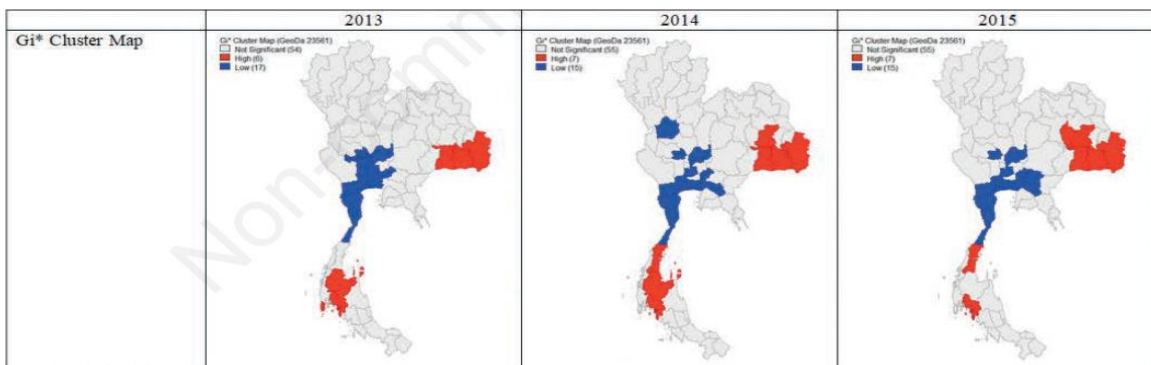 2013
2014
2015
Gi* Cluster Map
Gi* Cluster Map (GeoDa 23561)
Not Significant (54)
High (6)
Low (17)
Gi* Cluster Map (GeoDa 23561)
Not Significant (55)
High (7)
Low (15)
Gi* Cluster Map (GeoDa 23561)
Not Significant (55)
High (7)
Low (15)